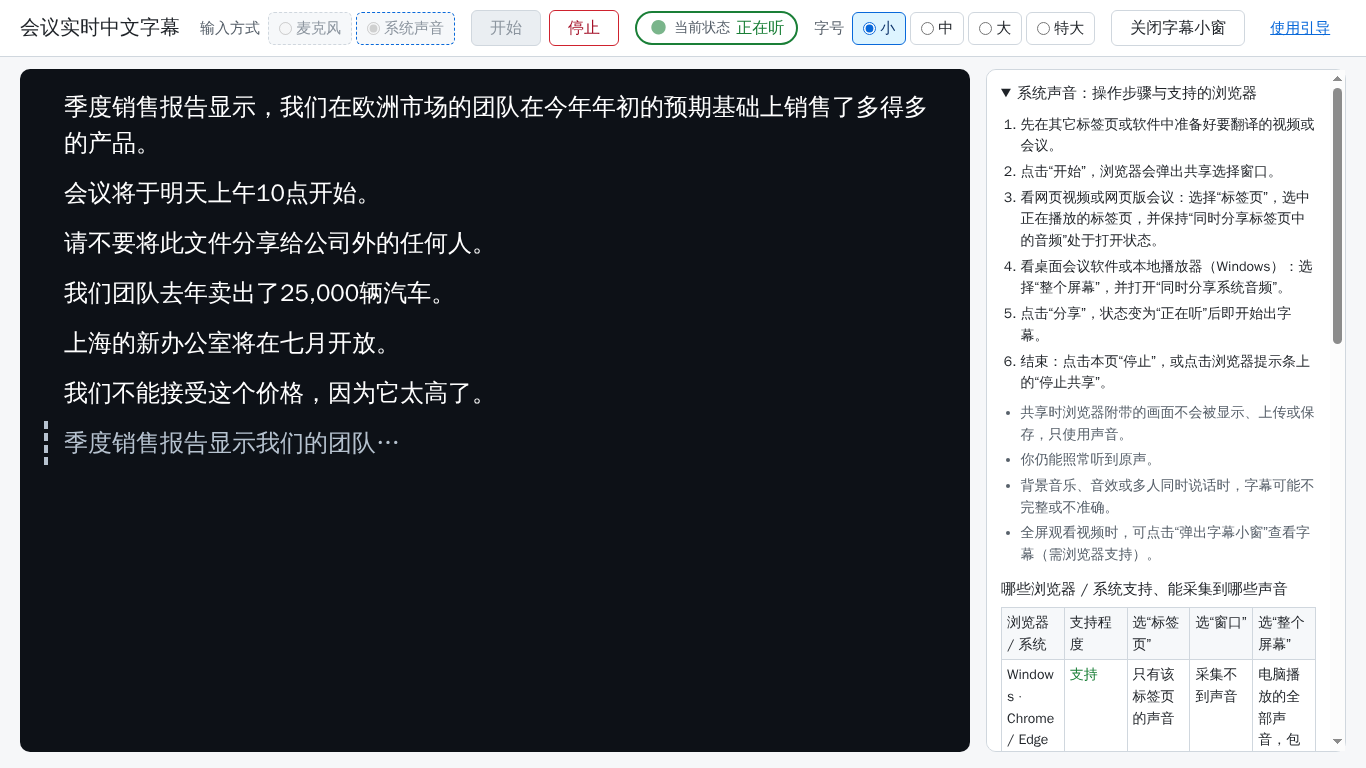 会议实时中文字幕 输入方式 麦克风 系统声音 开始 停止 当前状态 正在听 字号 小 中 大 特大 关闭字幕小窗 使用引导
季度销售报告显示，我们在欧洲市场的团队在今年年初的预期基础上销售了多得多
的产品。
会议将于明天上午10点开始。
请不要将此文件分享给公司外的任何人。
我们团队去年卖出了25,000辆汽车。
上海的新办公室将在七月开放。
我们不能接受这个价格，因为它太高了。
季度销售报告显示我们的团队…
▼ 系统声音：操作步骤与支持的浏览器
1. 先在其它标签页或软件中准备好要翻译的视频或
会议。
2. 点击“开始”，浏览器会弹出共享选择窗口。
3. 看网页视频或网页版会议：选择“标签页”，选中
正在播放的标签页，并保持“同时分享标签页中
的音频”处于打开状态。
4. 看桌面会议软件或本地播放器（Windows）：选
择“整个屏幕”，并打开“同时分享系统音频”。
5. 点击“分享”，状态变为“正在听”后即开始出字
幕。
6. 结束：点击本页“停止”，或点击浏览器提示条上
的“停止共享”。
• 共享时浏览器附带的画面不会被显示、上传或保
存，只使用声音。
• 你仍能照常听到原声。
• 背景音乐、音效或多人同时说话时，字幕可能不
完整或不准确。
• 全屏观看视频时，可点击“弹出字幕小窗”查看字
幕（需浏览器支持）。
哪些浏览器 / 系统支持、能采集到哪些声音
浏览器 支持程 选“标签 选“窗口” 选“整个
/ 系统 度 页” 屏幕”
Window 支持 只有该 采集不 电脑播
s · 标签页 到声音 放的全
Chrome 的声音 部声
/ Edge 音，包